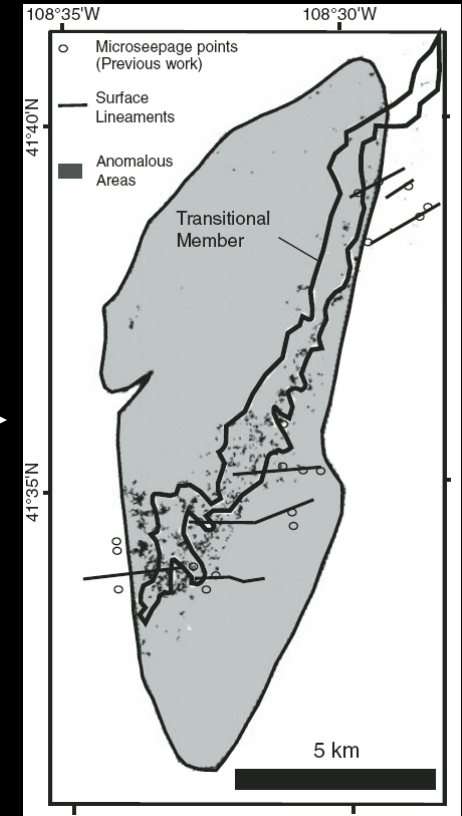 108°35'W
108°30'W
Microseepage points
(Previous work)
Surface
Lineaments
41°40'N
Anomalous
Areas
Transitional
Member
41°35'N
5 km